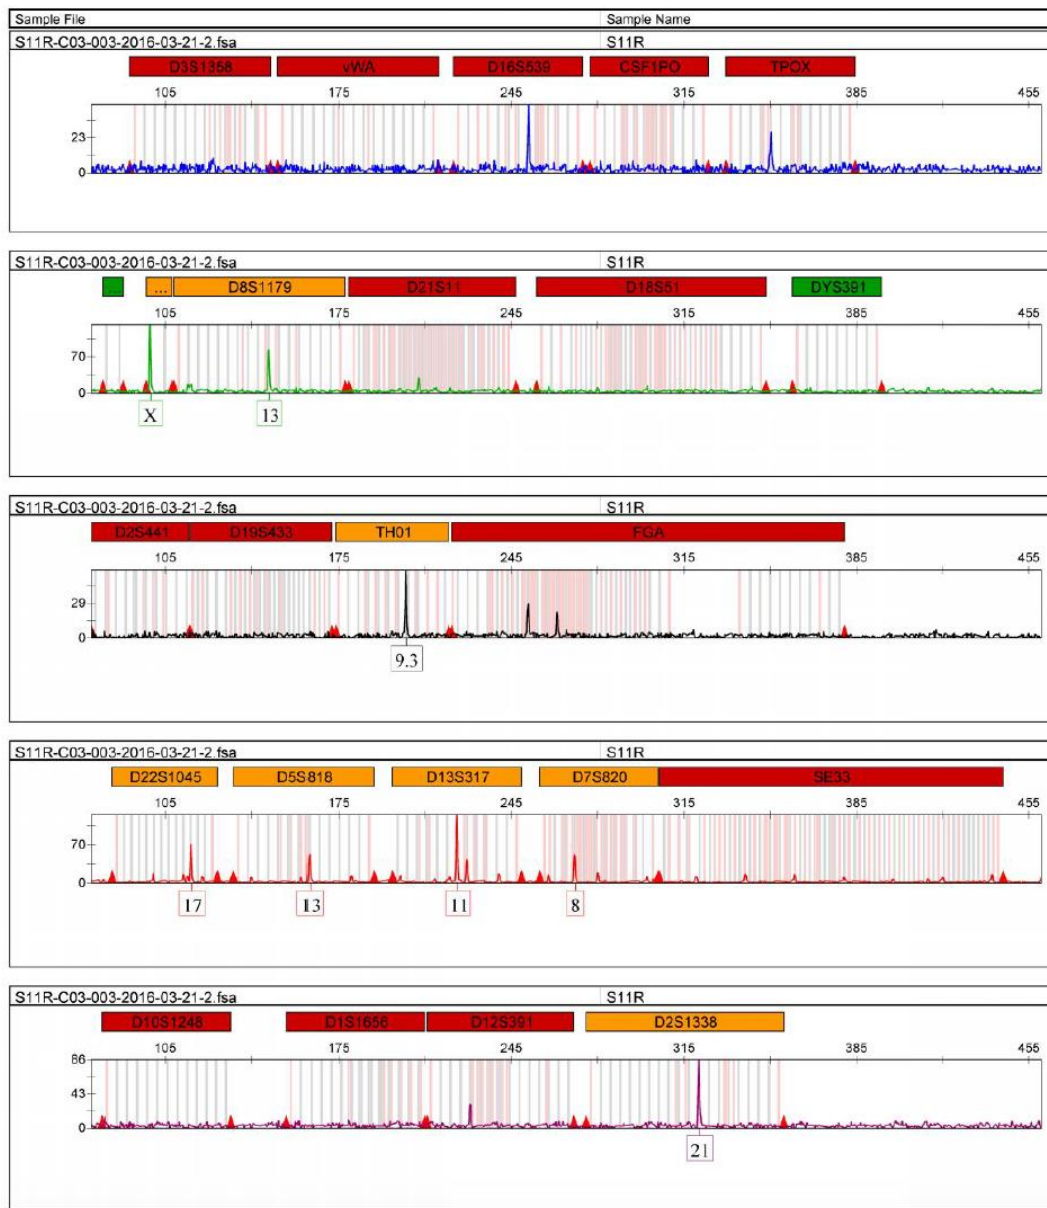 Sample File Sample Name
S11R-C03-003-2016-03-21-2.fsa S11R
D3S1358 vWA D16S539 CSF1PO TPOX
105 175 245 315 385 455
23
0
S11R-C03-003-2016-03-21-2.fsa S11R
... D8S1179 D21S11 D18S51 DYS391
105 175 245 315 385 455
70
0
X 13
S11R-C03-003-2016-03-21-2.fsa S11R
D2S441 D19S433 TH01 FGA
105 175 245 315 385 455
29
0
9.3
S11R-C03-003-2016-03-21-2.fsa S11R
D22S1045 D5S818 D13S317 D7S820 SE33
105 175 245 315 385 455
70
0
17 13 11 8
S11R-C03-003-2016-03-21-2.fsa S11R
D10S1248 D1S1656 D12S391 D2S1338
105 175 245 315 385 455
86
43
0
21